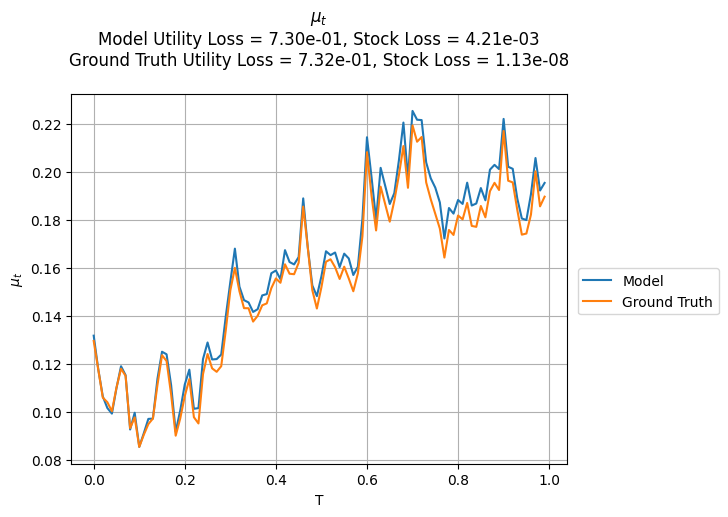 μₜ
Model Utility Loss = 7.30e-01, Stock Loss = 4.21e-03
Ground Truth Utility Loss = 7.32e-01, Stock Loss = 1.13e-08
0.22
0.20
0.18
0.16
0.14
0.12
0.10
0.08
μₜ
0.0
0.2
0.4
0.6
0.8
1.0
T
Model
Ground Truth